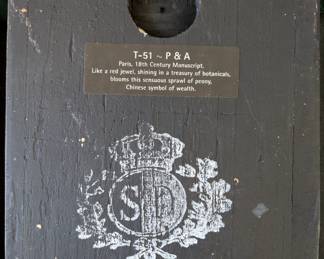 T-51 ~ P & A
Paris, 18th Century Manuscript.
Like a red jewel, shining in a treasury of botanicals,
blooms this sensuous sprawl of peony,
Chinese symbol of wealth.
S D